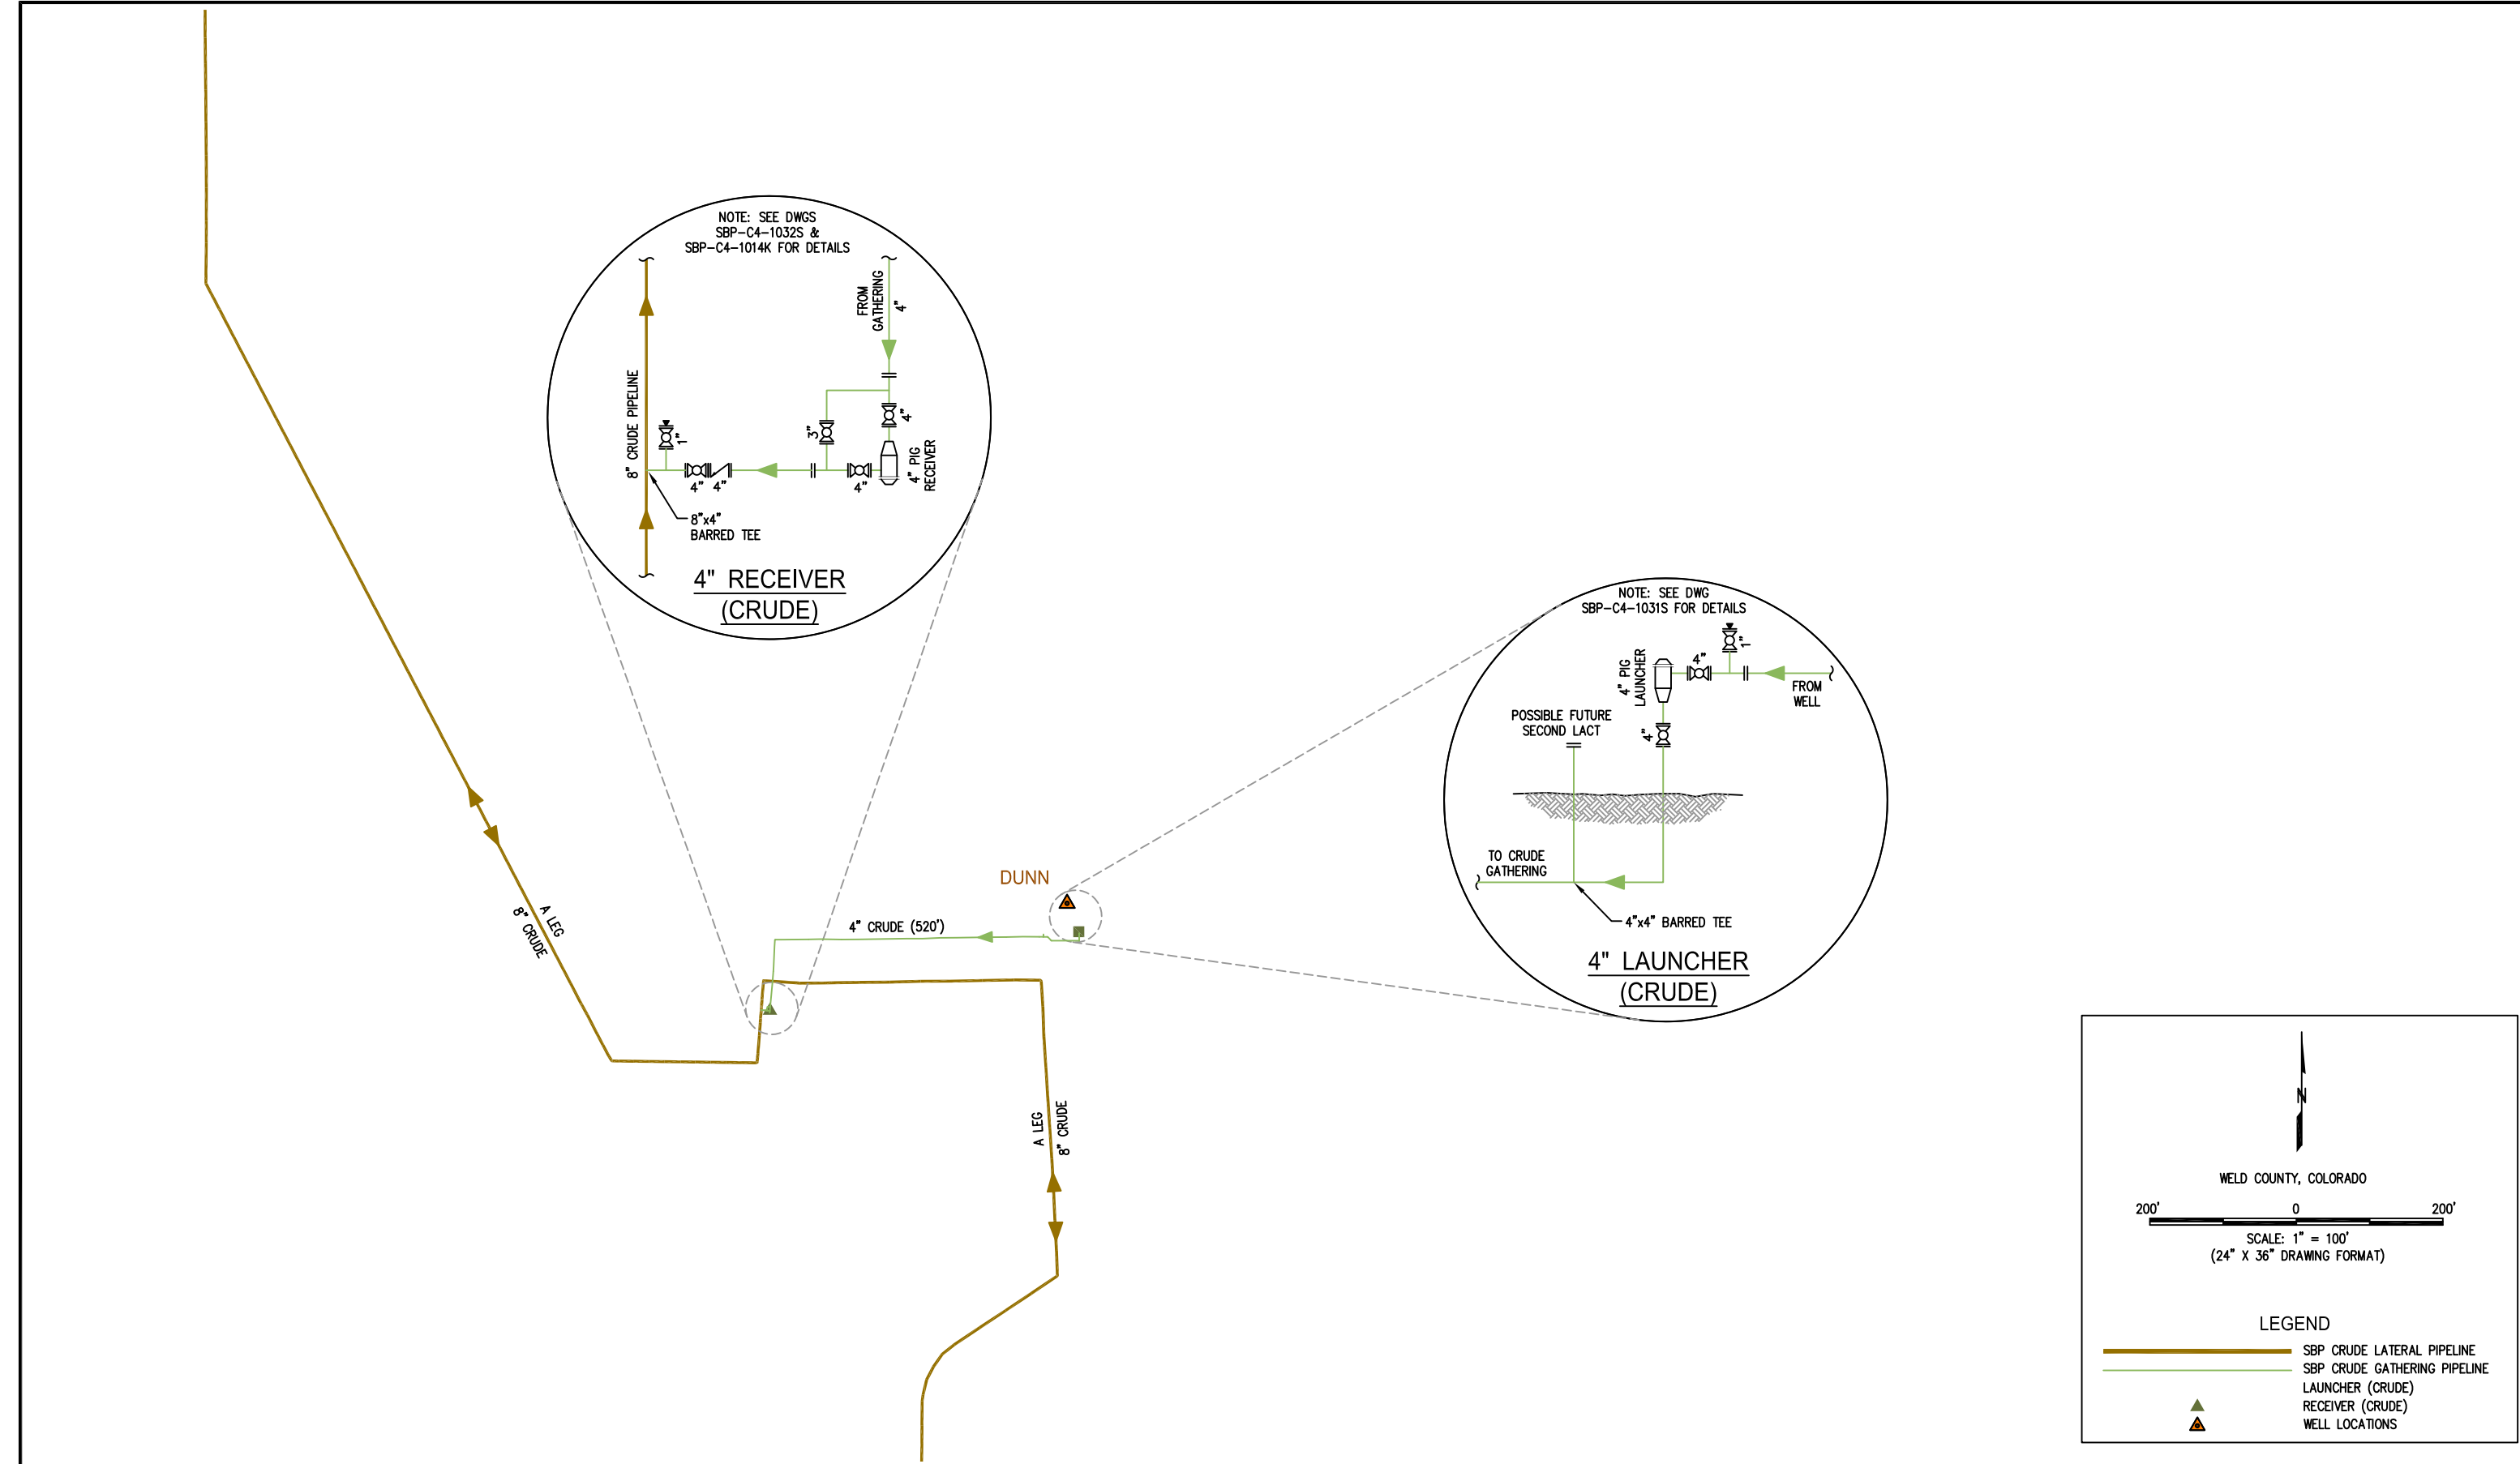 NOTE: SEE DWGS
SBP-C4-1032S &
SBP-C4-1014K FOR DETAILS
FROM
GATHERING
4"
8" CRUDE PIPELINE
1"
3"
4"
4" PIG
RECEIVER
4"
4"
4"
8"x4"
BARRED TEE
4" RECEIVER
(CRUDE)
NOTE: SEE DWG
SBP-C4-1031S FOR DETAILS
1"
4"
4" PIG
LAUNCHER
FROM
WELL
POSSIBLE FUTURE
SECOND LACT
4"
TO CRUDE
GATHERING
4"x4" BARRED TEE
4" LAUNCHER
(CRUDE)
DUNN
4" CRUDE (520')
A LEG
8" CRUDE
A LEG
8" CRUDE
N
WELD COUNTY, COLORADO
200' 0 200'
SCALE: 1" = 100'
(24" X 36" DRAWING FORMAT)
LEGEND
SBP CRUDE LATERAL PIPELINE
SBP CRUDE GATHERING PIPELINE
LAUNCHER (CRUDE)
RECEIVER (CRUDE)
WELL LOCATIONS